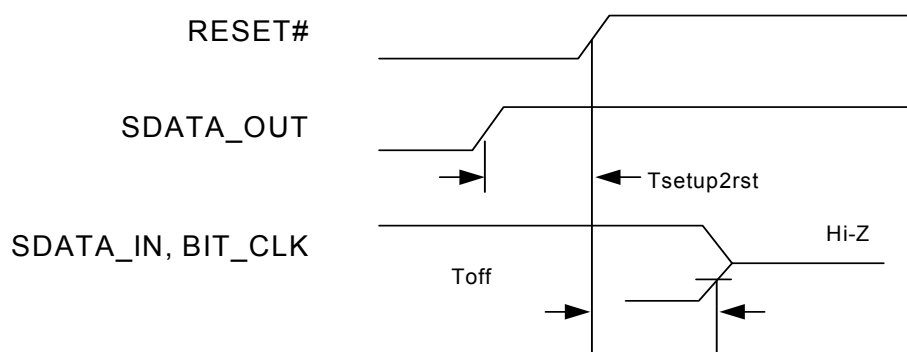 RESET#
SDATA_OUT
Tsetup2rst
SDATA_IN, BIT_CLK
Hi-Z
Toff